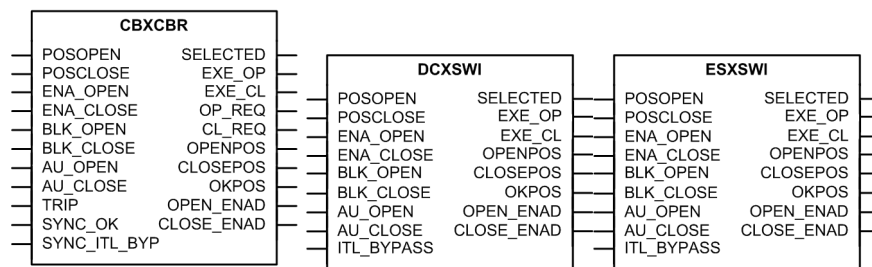 CBXCBR
POSOPEN SELECTED
POSCLOSE EXE_OP
ENA_OPEN EXE_CL
ENA_CLOSE OP_REQ
BLK_OPEN CL_REQ
BLK_CLOSE OPENPOS
AU_OPEN CLOSEPOS
AU_CLOSE OKPOS
TRIP OPEN_ENAD
SYNC_OK CLOSE_ENAD
SYNC_ITL_BYP
DCXSWI
POSOPEN SELECTED
POSCLOSE EXE_OP
ENA_OPEN EXE_CL
ENA_CLOSE OPENPOS
BLK_OPEN CLOSEPOS
BLK_CLOSE OKPOS
AU_OPEN OPEN_ENAD
AU_CLOSE CLOSE_ENAD
ITL_BYPASS
ESXSWI
POSOPEN SELECTED
POSCLOSE EXE_OP
ENA_OPEN EXE_CL
ENA_CLOSE OPENPOS
BLK_OPEN CLOSEPOS
BLK_CLOSE OKPOS
AU_OPEN OPEN_ENAD
AU_CLOSE CLOSE_ENAD
ITL_BYPASS